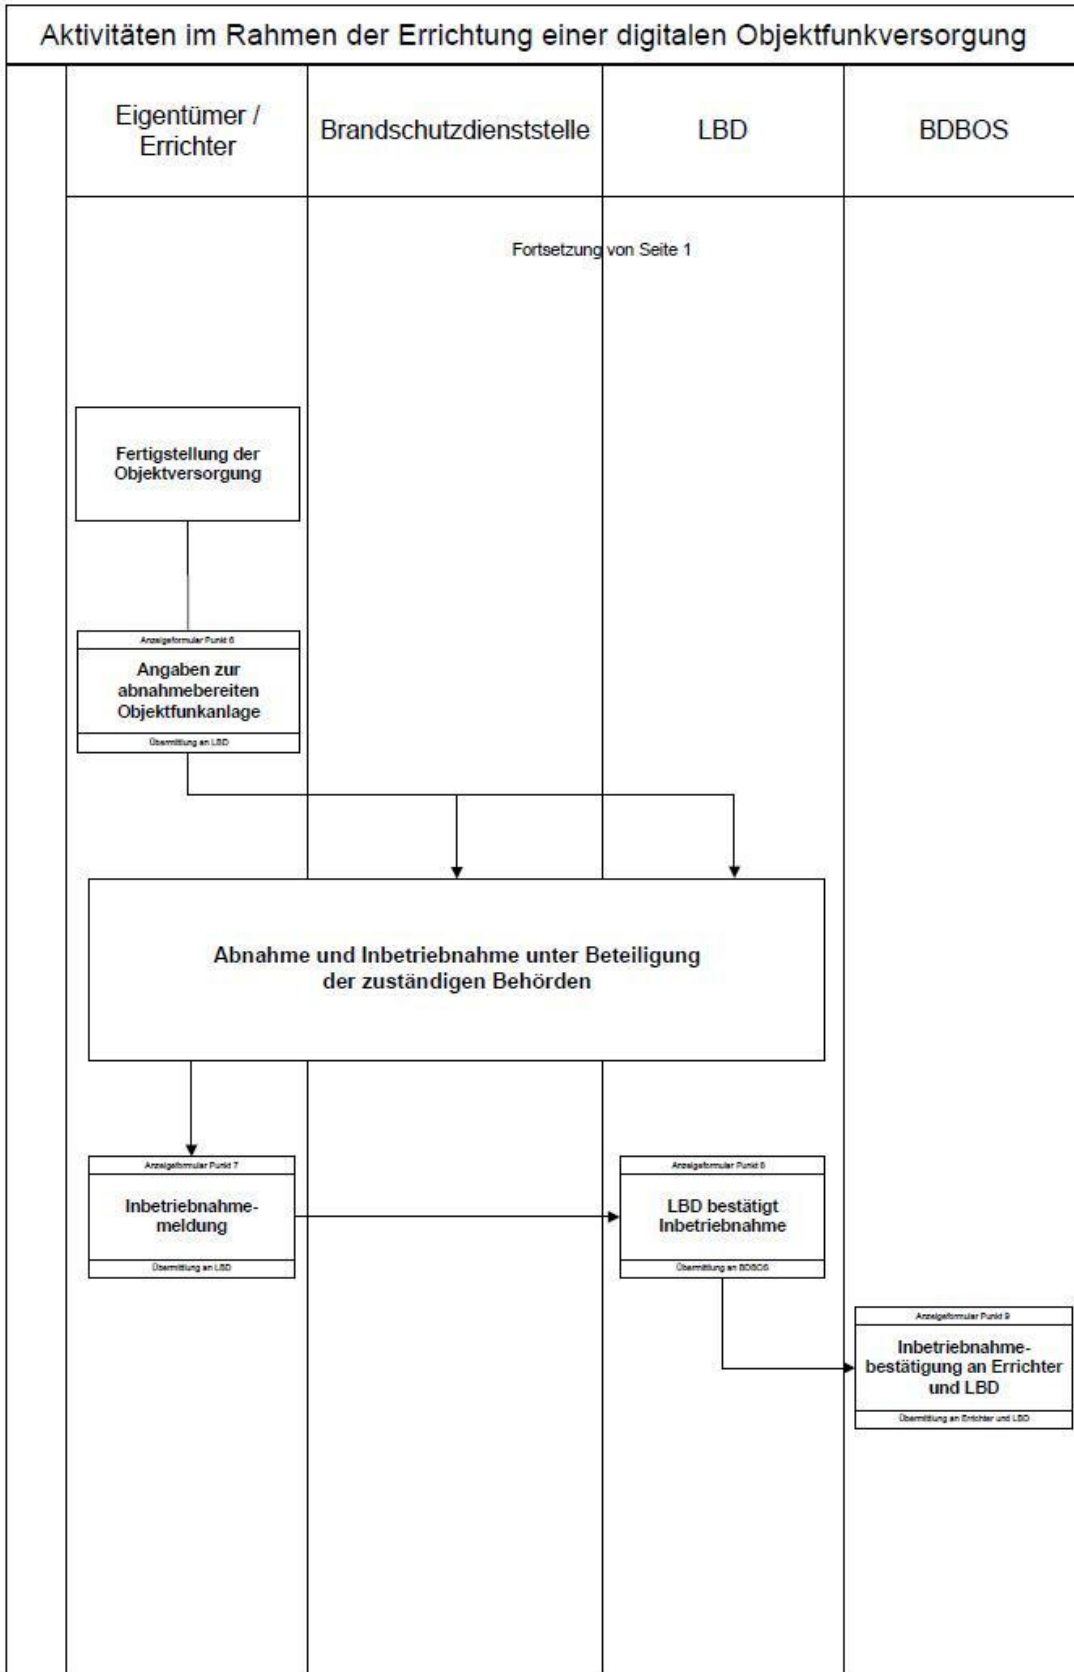 Aktivitäten im Rahmen der Errichtung einer digitalen Objektfunkversorgung
Eigentümer /
Errichter
Brandschutzdienststelle
LBD
BDBOS
Fortsetzung von Seite 1
Fertigstellung der
Objektversorgung
Anzeigeformular Punkt 6
Angaben zur
abnahmebereiten
Objektfunkanlage
Übermittlung an LBD
Abnahme und Inbetriebnahme unter Beteiligung
der zuständigen Behörden
Anzeigeformular Punkt 7
Inbetriebnahme-
meldung
Übermittlung an LBD
Anzeigeformular Punkt 8
LBD bestätigt
Inbetriebnahme
Übermittlung an BDBOS
Anzeigeformular Punkt 9
Inbetriebnahme-
bestätigung an Errichter
und LBD
Übermittlung an Errichter und LBD